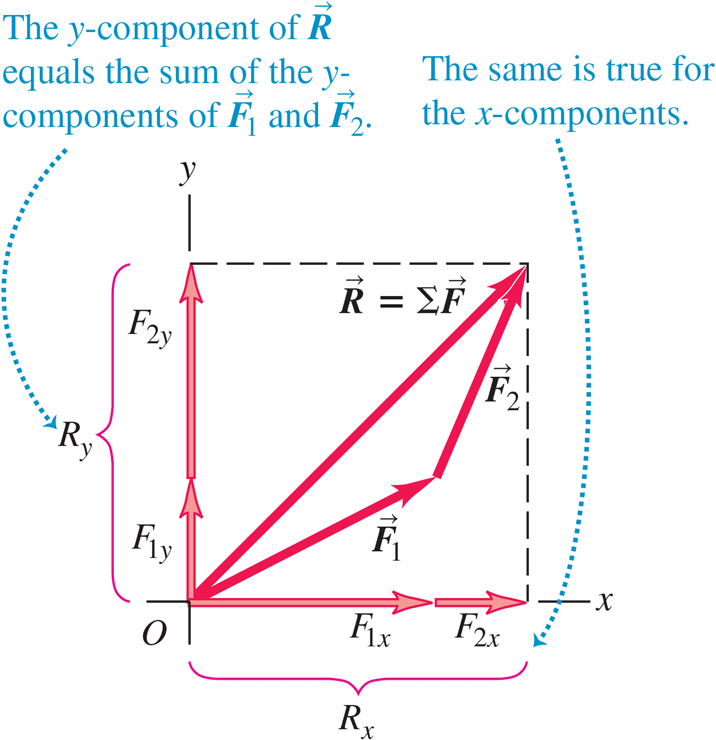 The y-component of R⃗
equals the sum of the y-
components of F⃗₁ and F⃗₂.
The same is true for
the x-components.
y
R⃗ = ΣF⃗
F₂y
F⃗₂
Ry
F₁y
F⃗₁
x
O
F₁x
F₂x
Rx